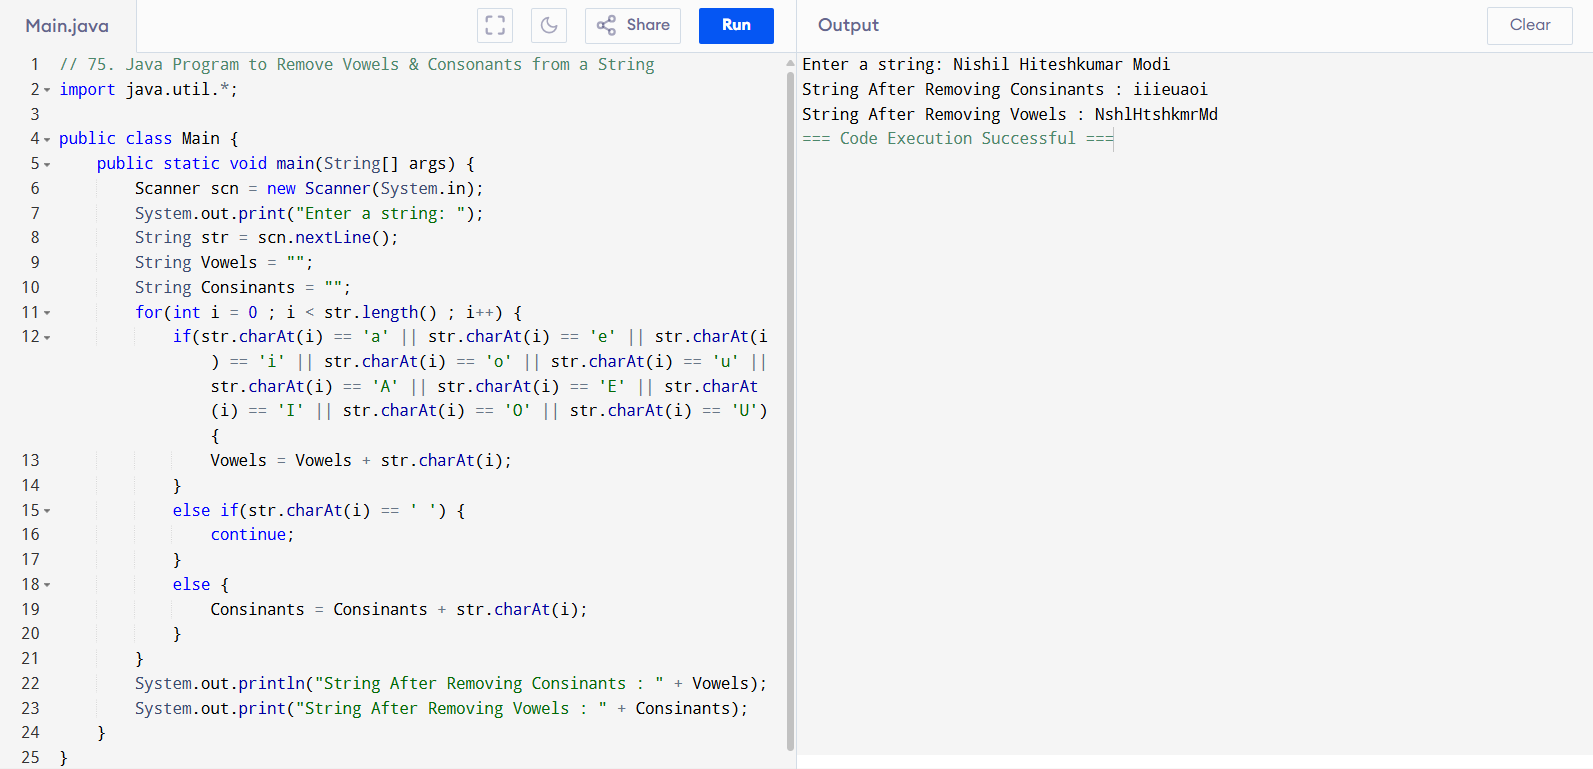 Main.java
Share
Run
Output
Clear
1 // 75. Java Program to Remove Vowels & Consonants from a String
2 import java.util.*;
3
4 public class Main {
5 public static void main(String[] args) {
6 Scanner scn = new Scanner(System.in);
7 System.out.print("Enter a string: ");
8 String str = scn.nextLine();
9 String Vowels = "";
10 String Consinants = "";
11 for(int i = 0 ; i < str.length() ; i++) {
12 if(str.charAt(i) == 'a' || str.charAt(i) == 'e' || str.charAt(i
) == 'i' || str.charAt(i) == 'o' || str.charAt(i) == 'u' ||
str.charAt(i) == 'A' || str.charAt(i) == 'E' || str.charAt
(i) == 'I' || str.charAt(i) == 'O' || str.charAt(i) == 'U')
{
13 Vowels = Vowels + str.charAt(i);
14 }
15 else if(str.charAt(i) == ' ') {
16 continue;
17 }
18 else {
19 Consinants = Consinants + str.charAt(i);
20 }
21 }
22 System.out.println("String After Removing Consinants : " + Vowels);
23 System.out.print("String After Removing Vowels : " + Consinants);
24 }
25 }
Enter a string: Nishil Hiteshkumar Modi
String After Removing Consinants : iiieuaoi
String After Removing Vowels : NshlHtshkmrMd
=== Code Execution Successful ===